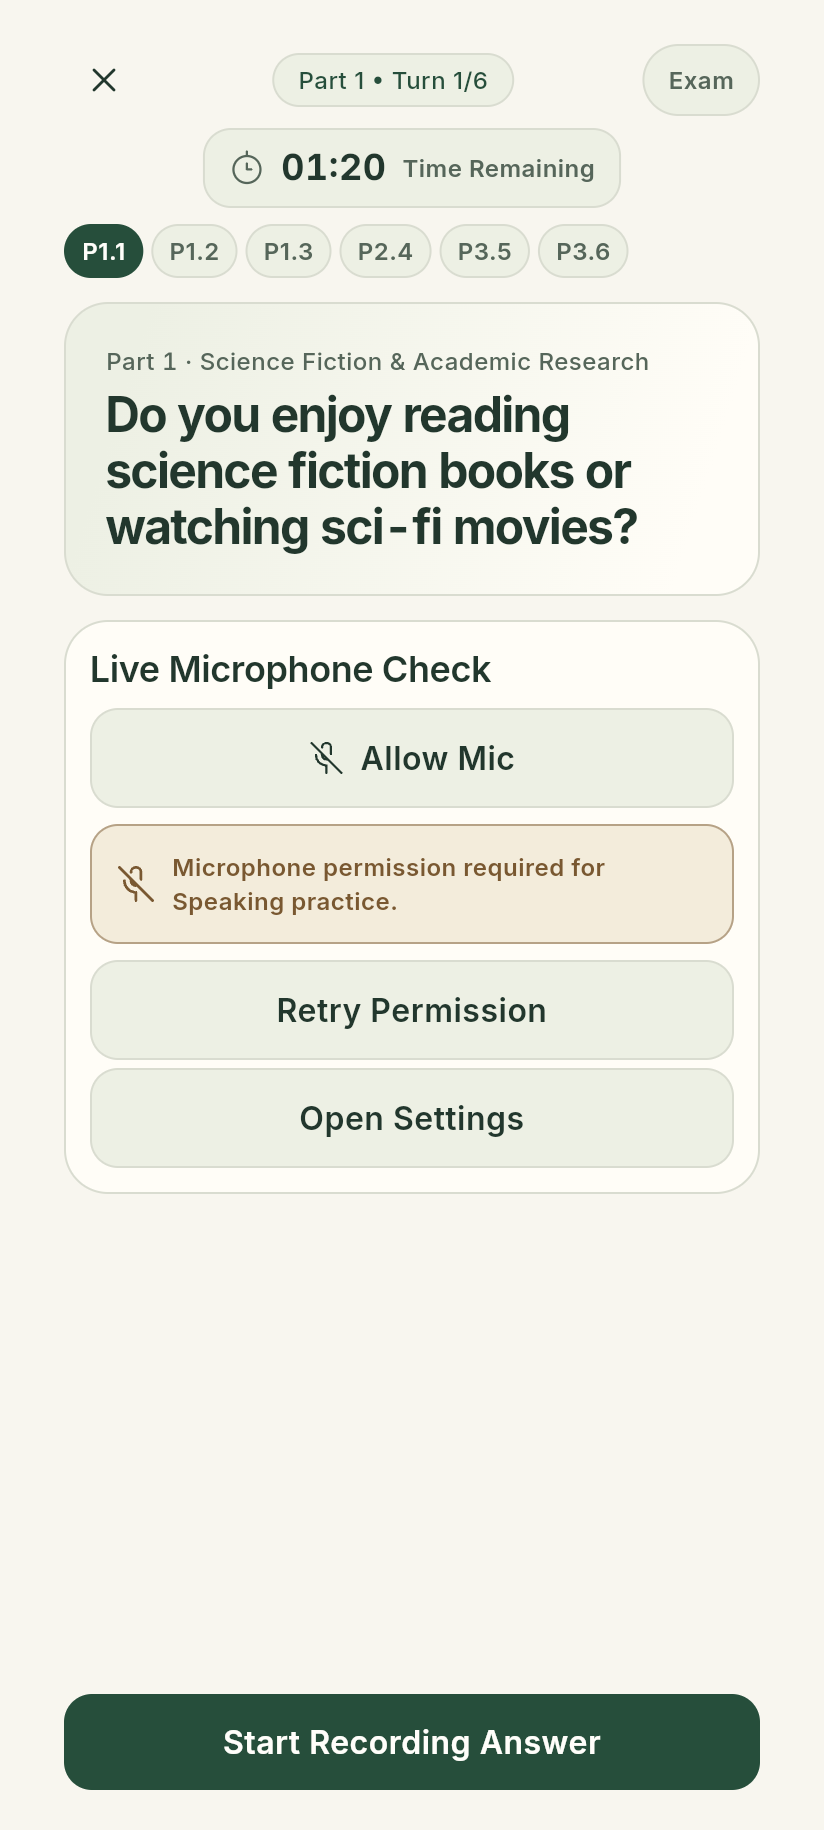 Part 1 • Turn 1/6
Exam
01:20 Time Remaining
P1.1 P1.2 P1.3 P2.4 P3.5 P3.6
Part 1 · Science Fiction & Academic Research
Do you enjoy reading
science fiction books or
watching sci-fi movies?
Live Microphone Check
Allow Mic
Microphone permission required for
Speaking practice.
Retry Permission
Open Settings
Start Recording Answer